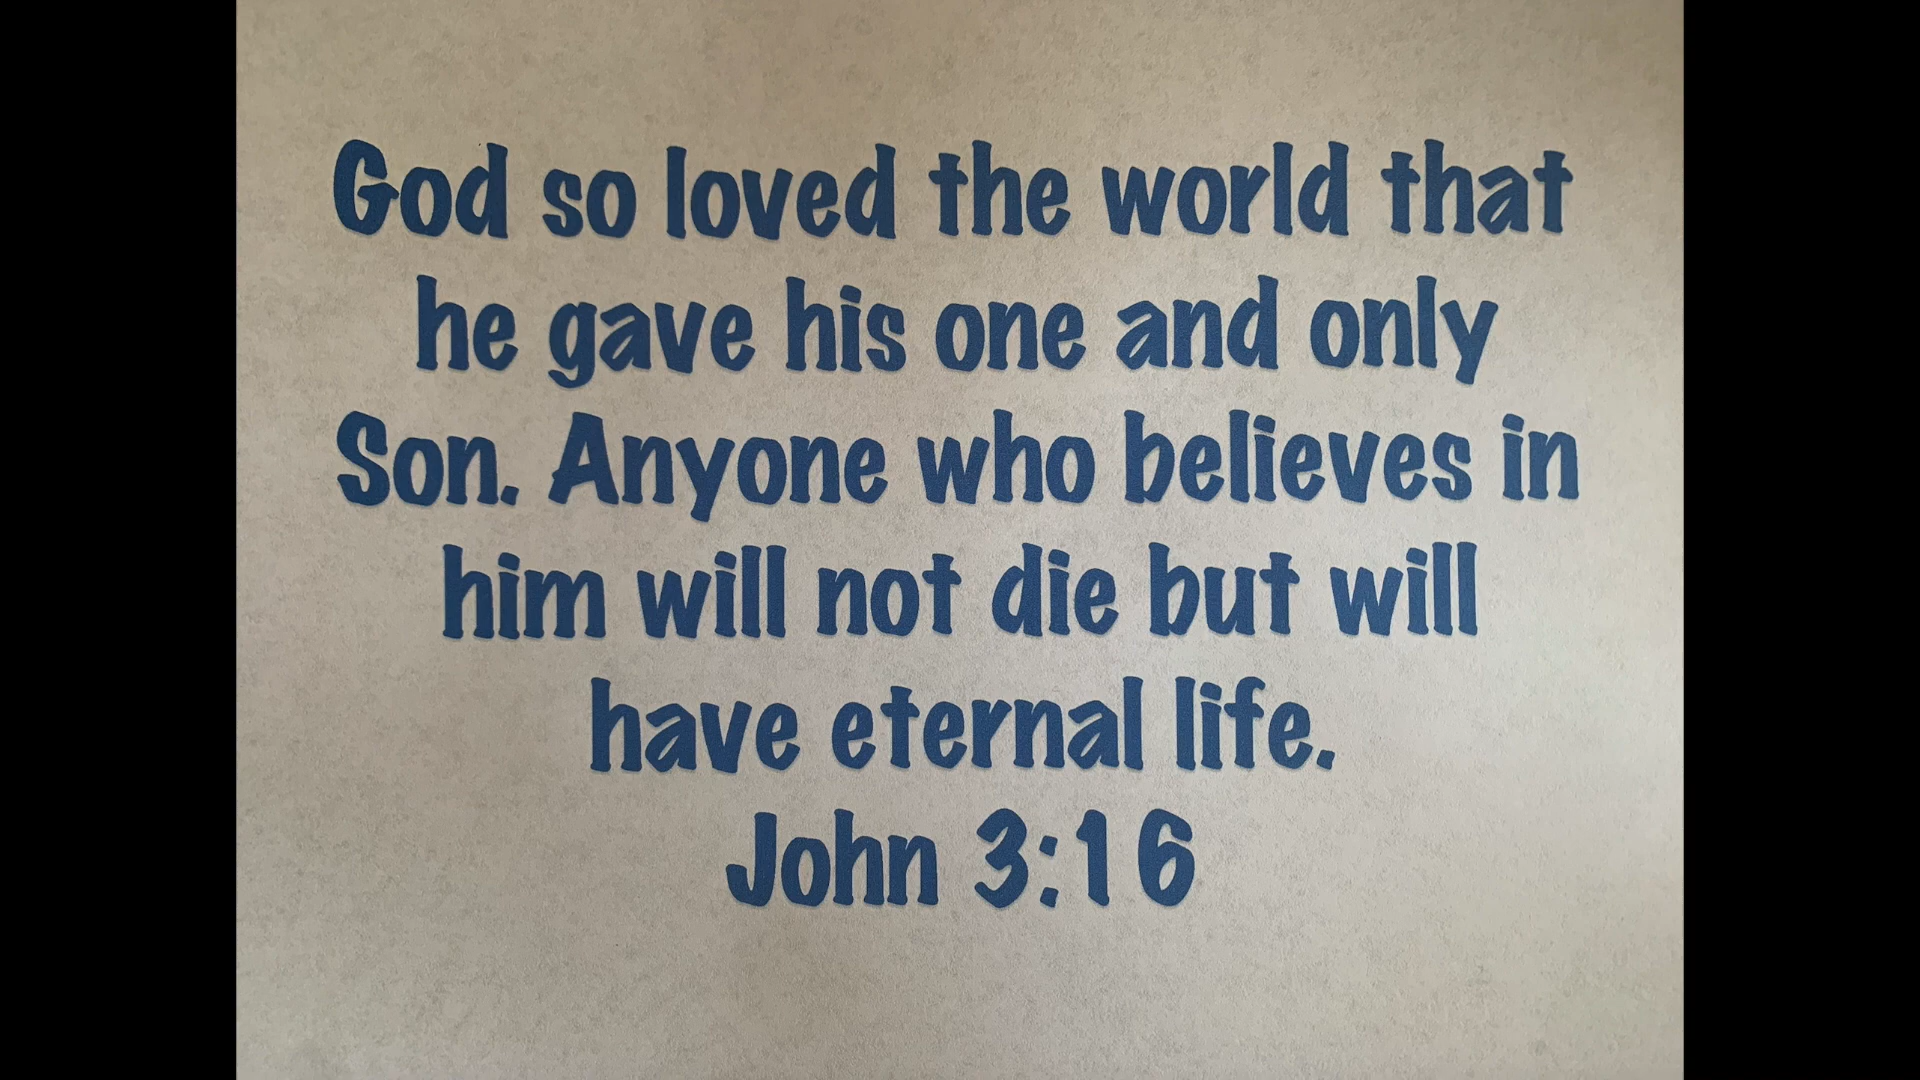 God so loved the world that
he gave his one and only
Son. Anyone who believes in
him will not die but will
have eternal life.
John 3:16